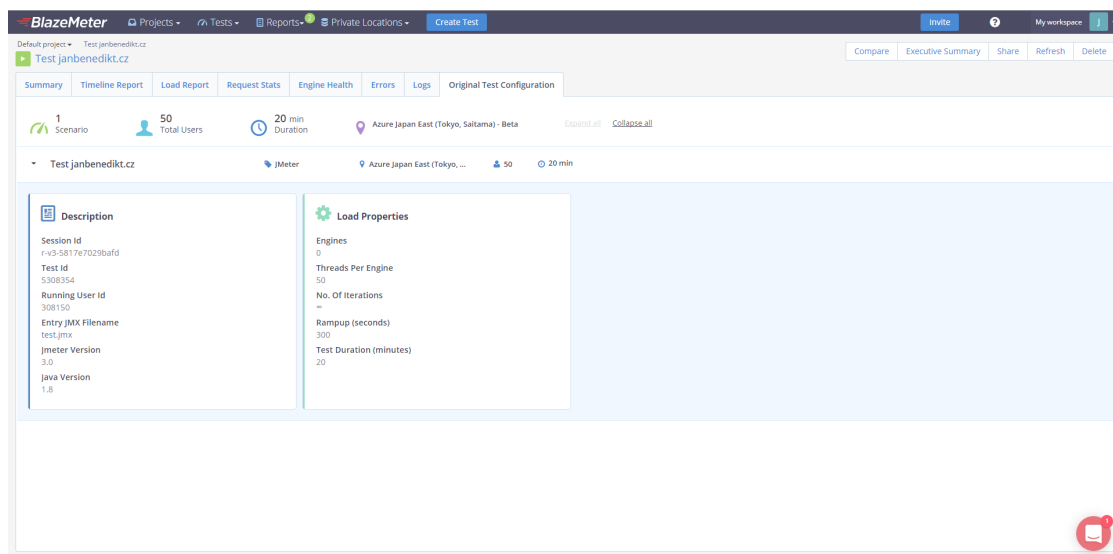 BlazeMeter Projects Tests Reports 2 Private Locations Create Test Invite ? My workspace J
Default project Test janbenedikt.cz
Test janbenedikt.cz
Compare Executive Summary Share Refresh Delete
Summary Timeline Report Load Report Request Stats Engine Health Errors Logs Original Test Configuration
1 Scenario
50 Total Users
20 min Duration
Azure Japan East (Tokyo, Saitama) - Beta
Expand all Collapse all
Test janbenedikt.cz JMeter Azure Japan East (Tokyo, ... 50 20 min
Description
Session Id
r-v3-5817e7029bafd
Test Id
5308354
Running User Id
308150
Entry JMX Filename
test.jmx
Jmeter Version
3.0
Java Version
1.8
Load Properties
Engines
0
Threads Per Engine
50
No. Of Iterations
∞
Rampup (seconds)
300
Test Duration (minutes)
20
1